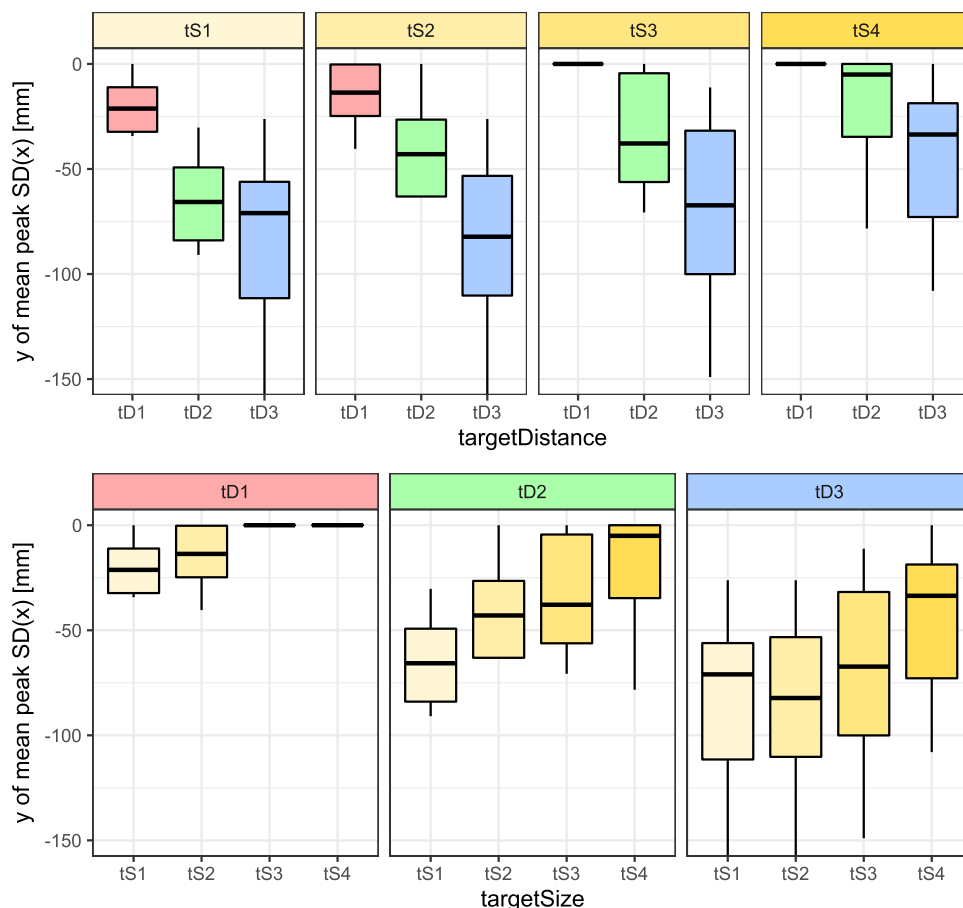 tS1 tS2 tS3 tS4
y of mean peak SD(x) [mm]
0
-50
-100
-150
tD1 tD2 tD3 tD1 tD2 tD3 tD1 tD2 tD3 tD1 tD2 tD3
targetDistance
tD1 tD2 tD3
y of mean peak SD(x) [mm]
0
-50
-100
-150
tS1 tS2 tS3 tS4 tS1 tS2 tS3 tS4 tS1 tS2 tS3 tS4
targetSize